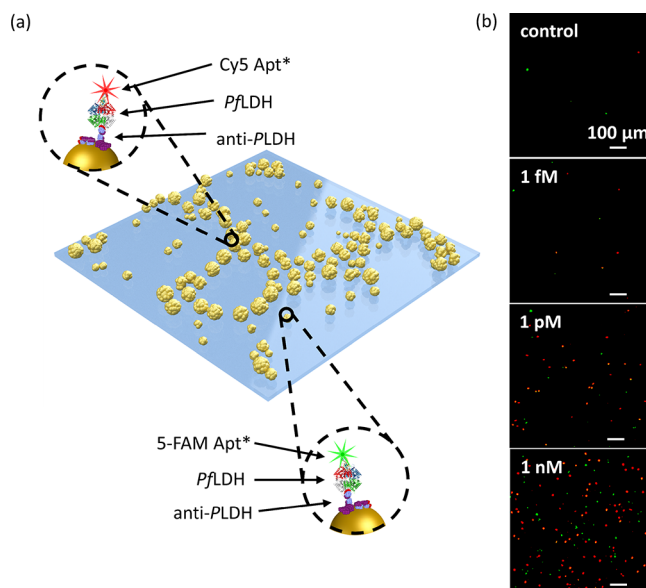 (a)
Cy5 Apt*
PfLDH
anti-PLDH
5-FAM Apt*
PfLDH
anti-PLDH
(b)
control
100 μm
1 fM
1 pM
1 nM